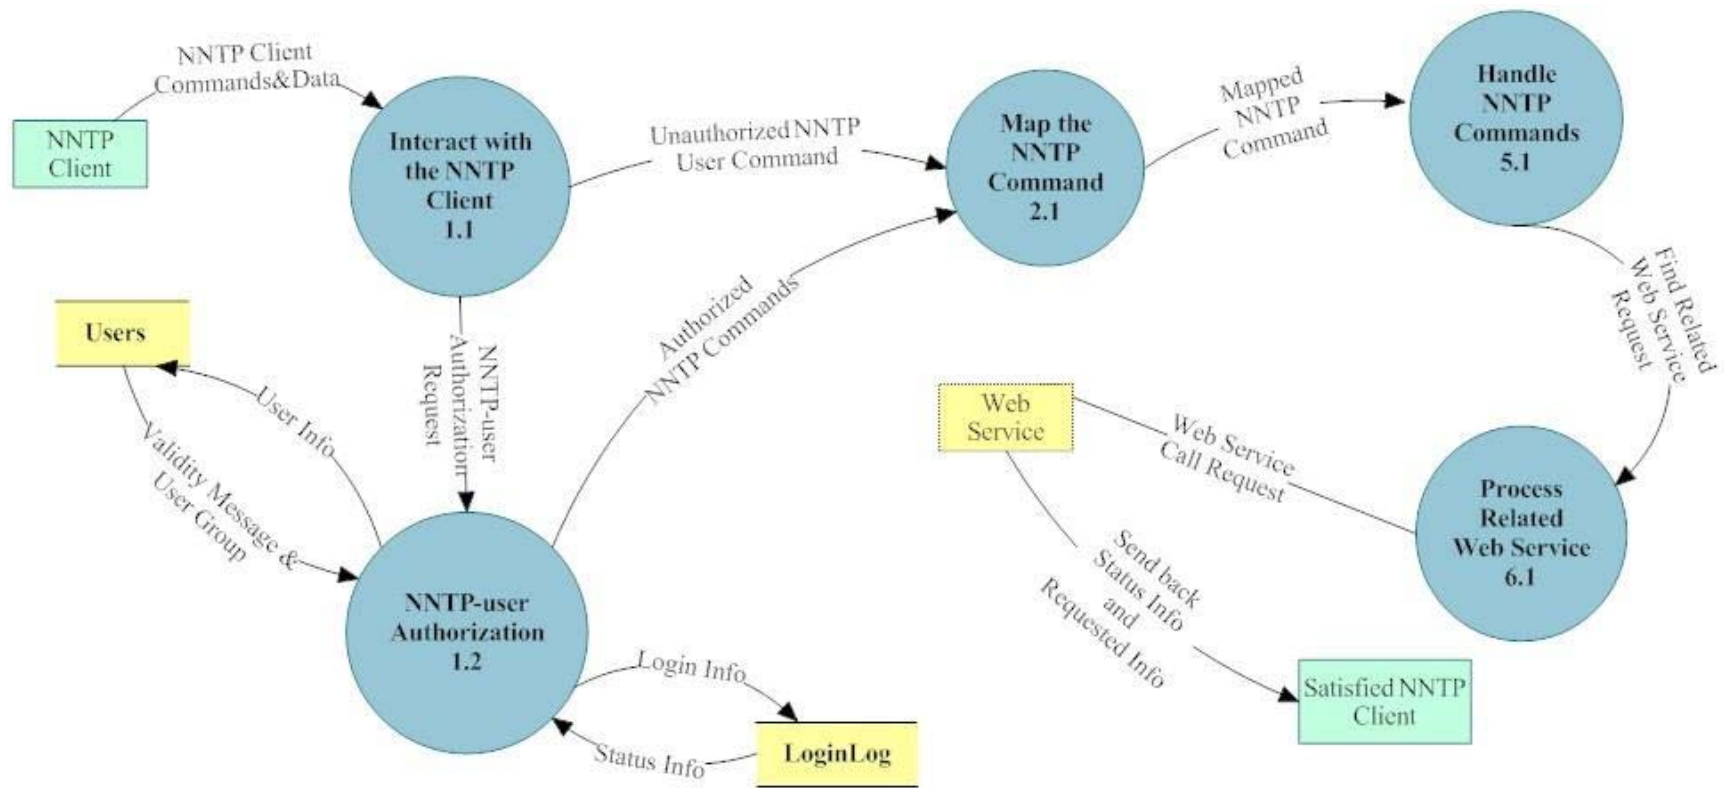 NNTP Client
Commands&Data
NNTP
Client
Interact with
the NNTP
Client
1.1
Unauthorized NNTP
User Command
Map the
NNTP
Command
2.1
Mapped
NNTP
Command
Handle
NNTP
Commands
5.1
Find Related
Web Service
Request
Users
User Info
Validity Message &
User Group
NNTP-user
Authorization
Request
Authorized
NNTP Commands
Web
Service
Web Service
Call Request
Process
Related
Web Service
6.1
Send back
Status Info
and
Requested Info
NNTP-user
Authorization
1.2
Login Info
Status Info
LoginLog
Satisfied NNTP
Client